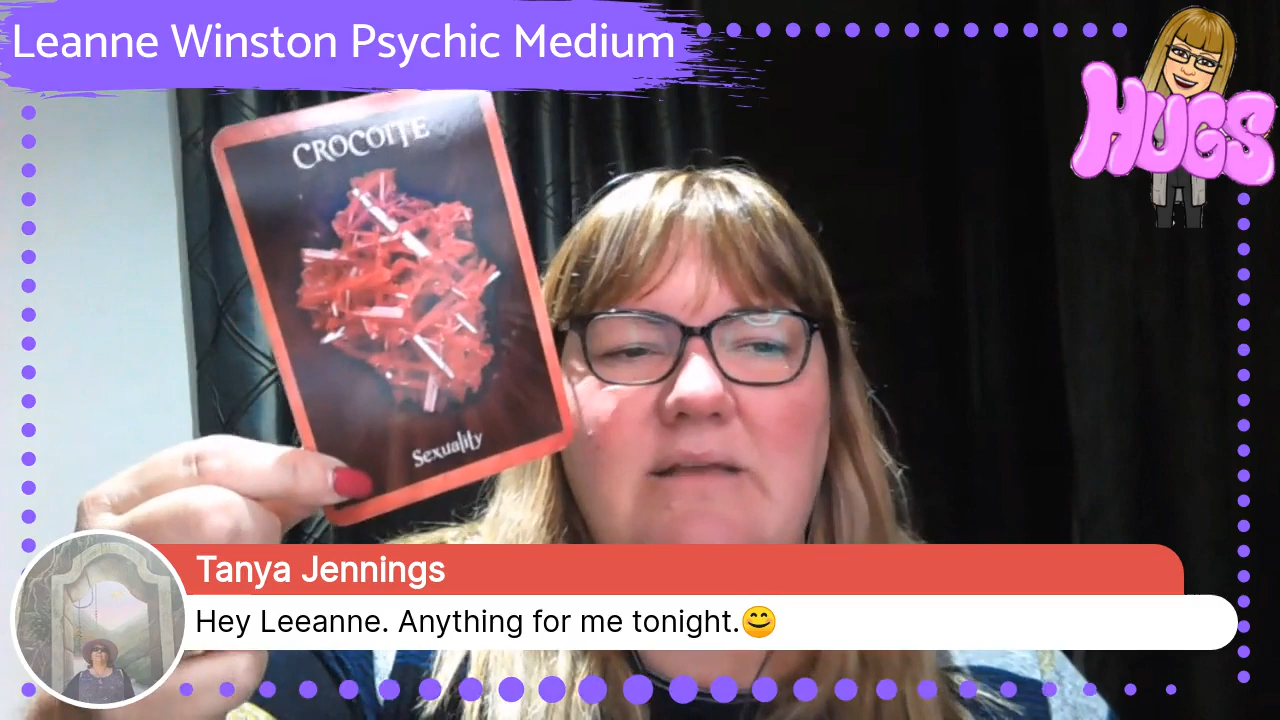 Leanne Winston Psychic Medium
HUGS
CROCOITE
Sexuality
Tanya Jennings
Hey Leeanne. Anything for me tonight.😊